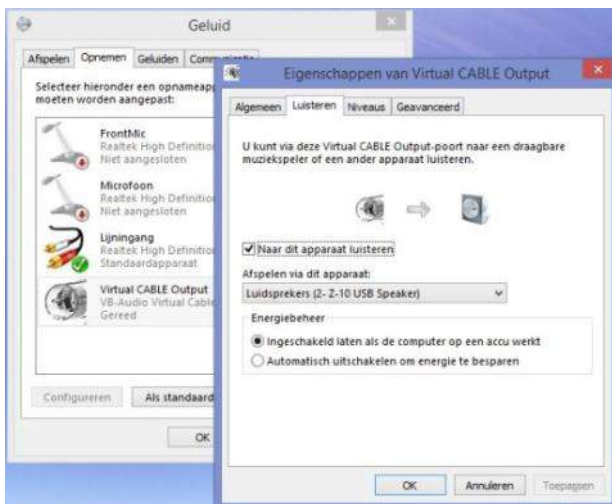 Geluid
Afspelen Opnemen Geluiden
Selecteer hieronder een
moeten worden aangepast:
FrontMic
Realtek High
Niet aangesloten
Microfoon
Realtek High
Niet aangesloten
Lijningang
Realtek High
Standaardapparaat
Virtual CABLE Output
VB-Audio Virtual Cable
Gereed
Configureren Als standaard
OK
Eigenschappen van Virtual CABLE Output
Algemeen Luisteren Niveaus Geavanceerd
U kunt via deze Virtual CABLE Output-poort naar een draagbare
muziekspeler of een ander apparaat luisteren.
Naar dit apparaat luisteren
Afspelen via dit apparaat:
Luidsprekers (2- Z-10 USB Speaker)
Energiebeheer
Ingeschakeld laten als de computer op een accu werkt
Automatisch uitschakelen om energie te besparen
OK Annuleren Toepassen